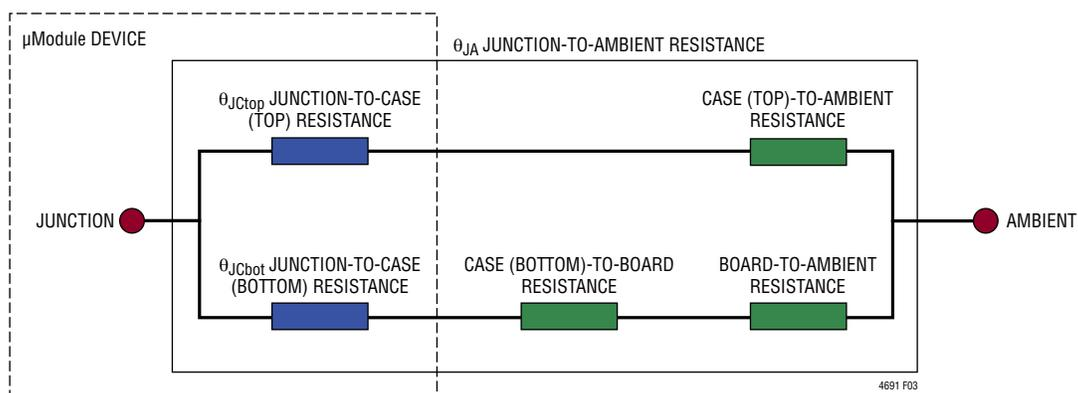 µModule DEVICE
θJA JUNCTION-TO-AMBIENT RESISTANCE
θJCtop JUNCTION-TO-CASE
(TOP) RESISTANCE
CASE (TOP)-TO-AMBIENT
RESISTANCE
JUNCTION
AMBIENT
θJCbot JUNCTION-TO-CASE
(BOTTOM) RESISTANCE
CASE (BOTTOM)-TO-BOARD
RESISTANCE
BOARD-TO-AMBIENT
RESISTANCE
4691 F03